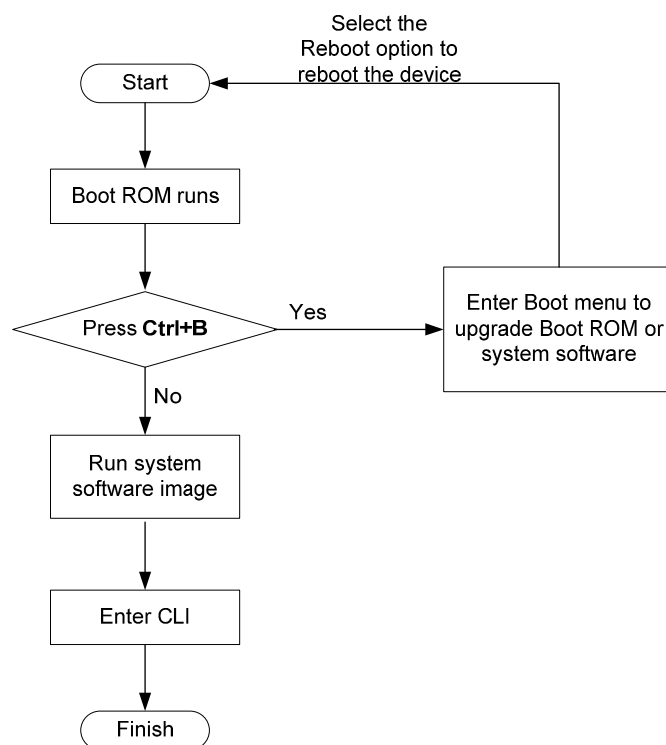 Select the
Reboot option to
reboot the device
Start
Boot ROM runs
Press Ctrl+B
Yes
Enter Boot menu to
upgrade Boot ROM or
system software
No
Run system
software image
Enter CLI
Finish